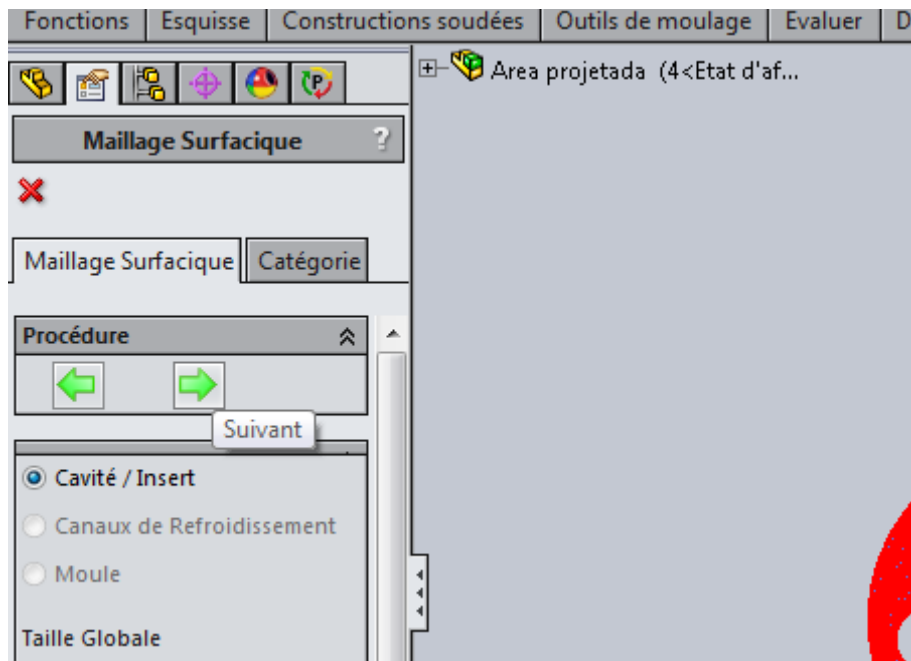 Fonctions Esquisse Constructions soudées Outils de moulage Evaluer D
Area projetada (4<Etat d'af...
Maillage Surfacique ?
Maillage Surfacique Catégorie
Procédure
Suivant
Cavité / Insert
Canaux de Refroidissement
Moule
Taille Globale